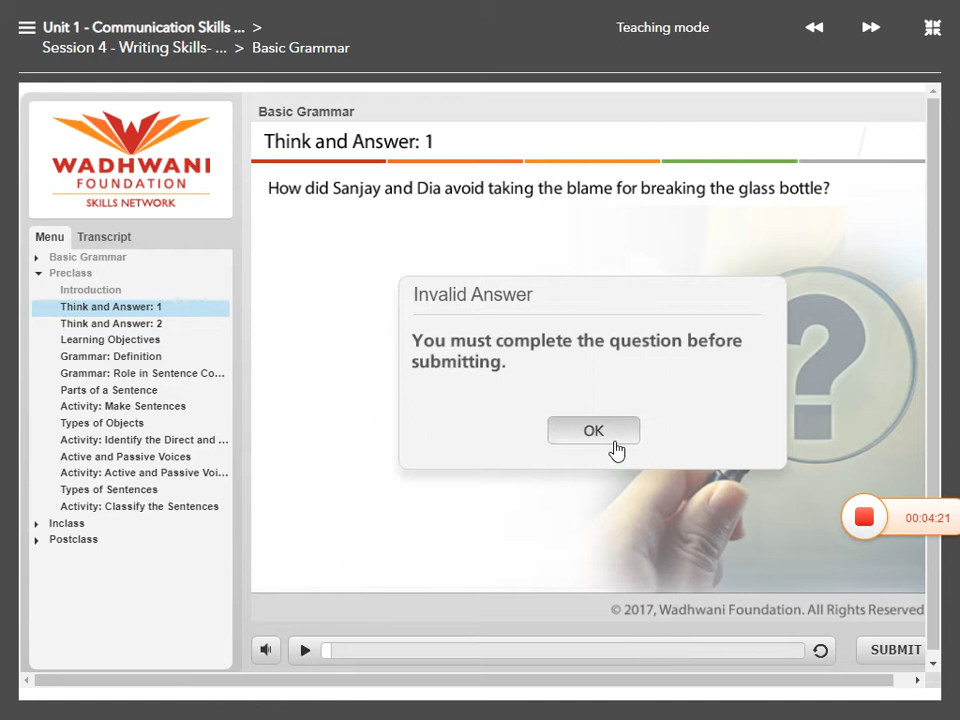 Unit 1 - Communication Skills ... >
Teaching mode
Session 4 - Writing Skills- ... > Basic Grammar
WADHWANI
FOUNDATION
SKILLS NETWORK
Menu Transcript
Basic Grammar
Preclass
Introduction
Think and Answer: 1
Think and Answer: 2
Learning Objectives
Grammar: Definition
Grammar: Role in Sentence Co...
Parts of a Sentence
Activity: Make Sentences
Types of Objects
Activity: Identify the Direct and ...
Active and Passive Voices
Activity: Active and Passive Voi...
Types of Sentences
Activity: Classify the Sentences
Inclass
Postclass
Basic Grammar
Think and Answer: 1
How did Sanjay and Dia avoid taking the blame for breaking the glass bottle?
Invalid Answer
You must complete the question before
submitting.
OK
00:04:21
© 2017, Wadhwani Foundation. All Rights Reserved
SUBMIT